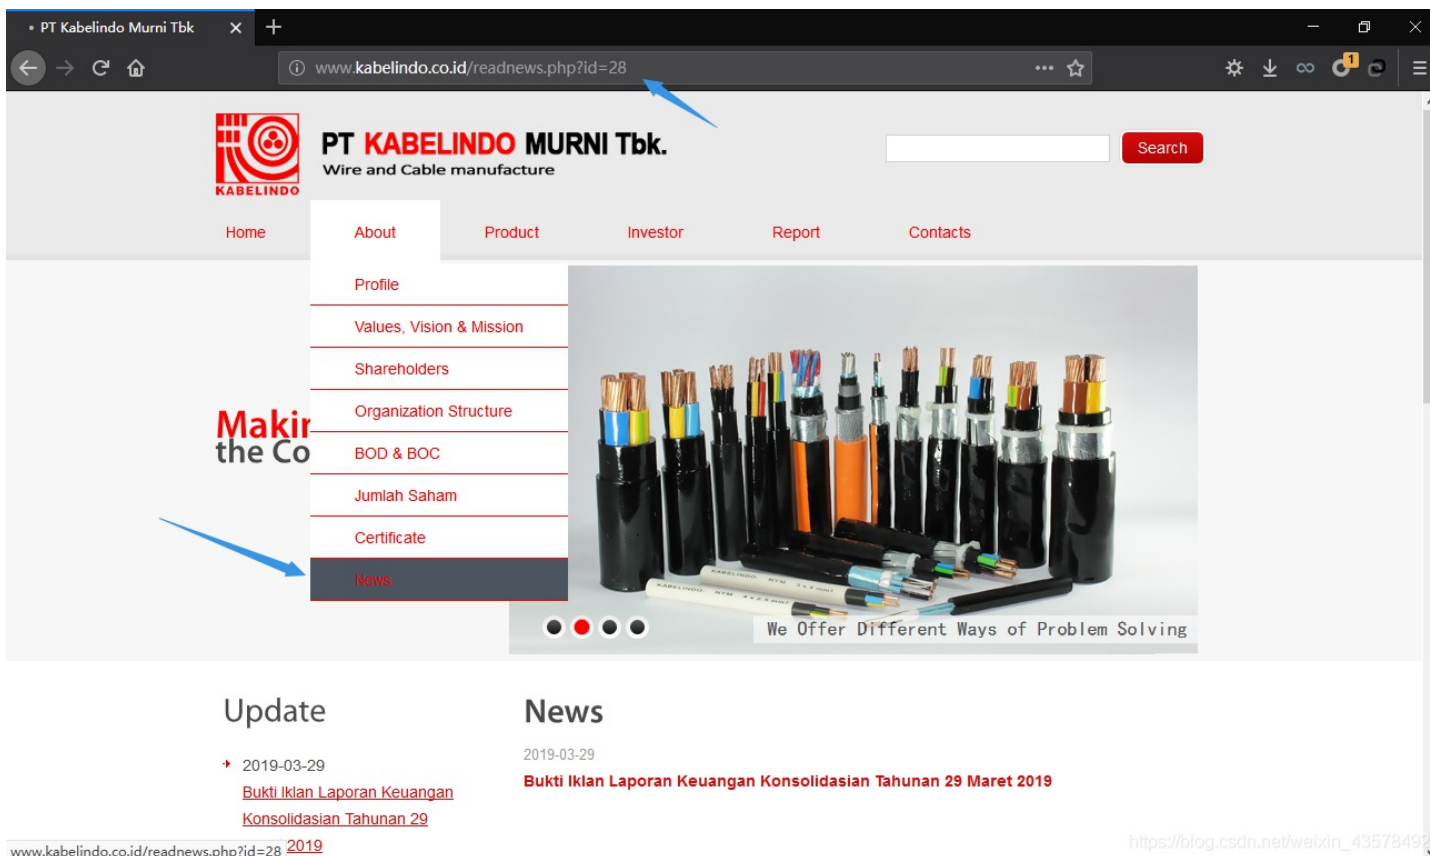 PT Kabelindo Murni Tbk
www.kabelindo.co.id/readnews.php?id=28
1
KABELINDO
PT KABELINDO MURNI Tbk.
Wire and Cable manufacture
Search
Home About Product Investor Report Contacts
Profile
Values, Vision & Mission
Shareholders
Organization Structure
BOD & BOC
Jumlah Saham
Certificate
News
Makin
the Co
KABELINDO NYM
We Offer Different Ways of Problem Solving
Update
2019-03-29
Bukti Iklan Laporan Keuangan
Konsolidasian Tahunan 29
2019
News
2019-03-29
Bukti Iklan Laporan Keuangan Konsolidasian Tahunan 29 Maret 2019
www.kabelindo.co.id/readnews.php?id=28
https://blog.csdn.net/weixin_43578492